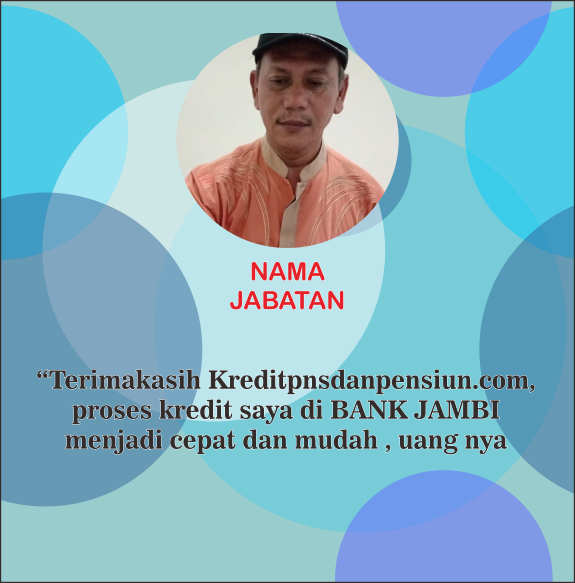 NAMA
JABATAN
“Terimakasih Kreditpnsdanpensiun.com,
proses kredit saya di BANK JAMBI
menjadi cepat dan mudah , uang nya